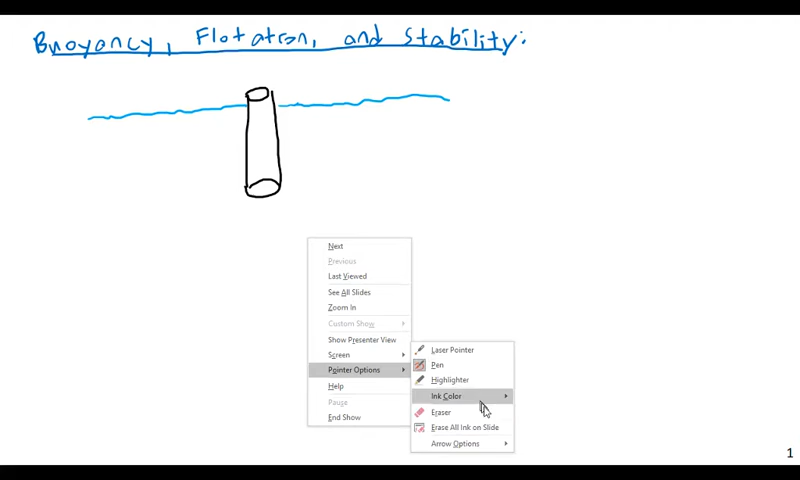 Buoyancy, Flotation, and Stability:
Next
Previous
Last Viewed
See All Slides
Zoom In
Custom Show
Show Presenter View
Screen
Pointer Options
Help
Pause
End Show
Laser Pointer
Pen
Highlighter
Ink Color
Eraser
Erase All Ink on Slide
Arrow Options
1